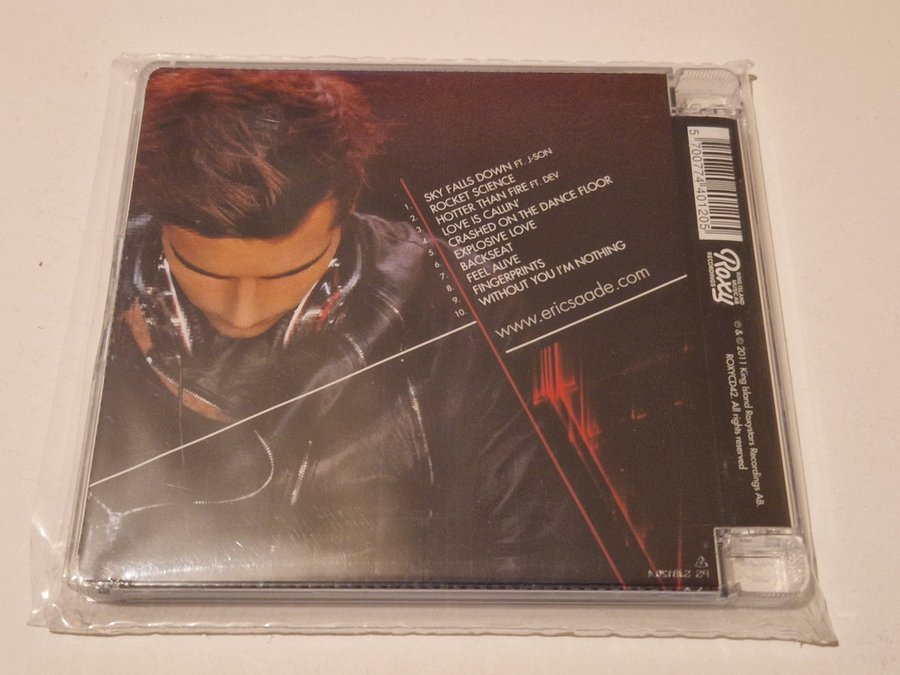 1. SKY FALLS DOWN FT. J-SON
2. ROCKET SCIENCE
3. HOTTER THAN FIRE FT. DEV
4. LOVE IS CALLIN'
5. CRASHED ON THE DANCE FLOOR
6. EXPLOSIVE LOVE
7. BACKSEAT
8. FEEL ALIVE
9. FINGERPRINTS
10. WITHOUT YOU I'M NOTHING
www.ericsaade.com
5 700774 401205
Roxy
RECORDINGS
KING ISLAND
℗ & © 2011 King Island Roxystars Recordings AB.
ROXYCD42. All rights reserved